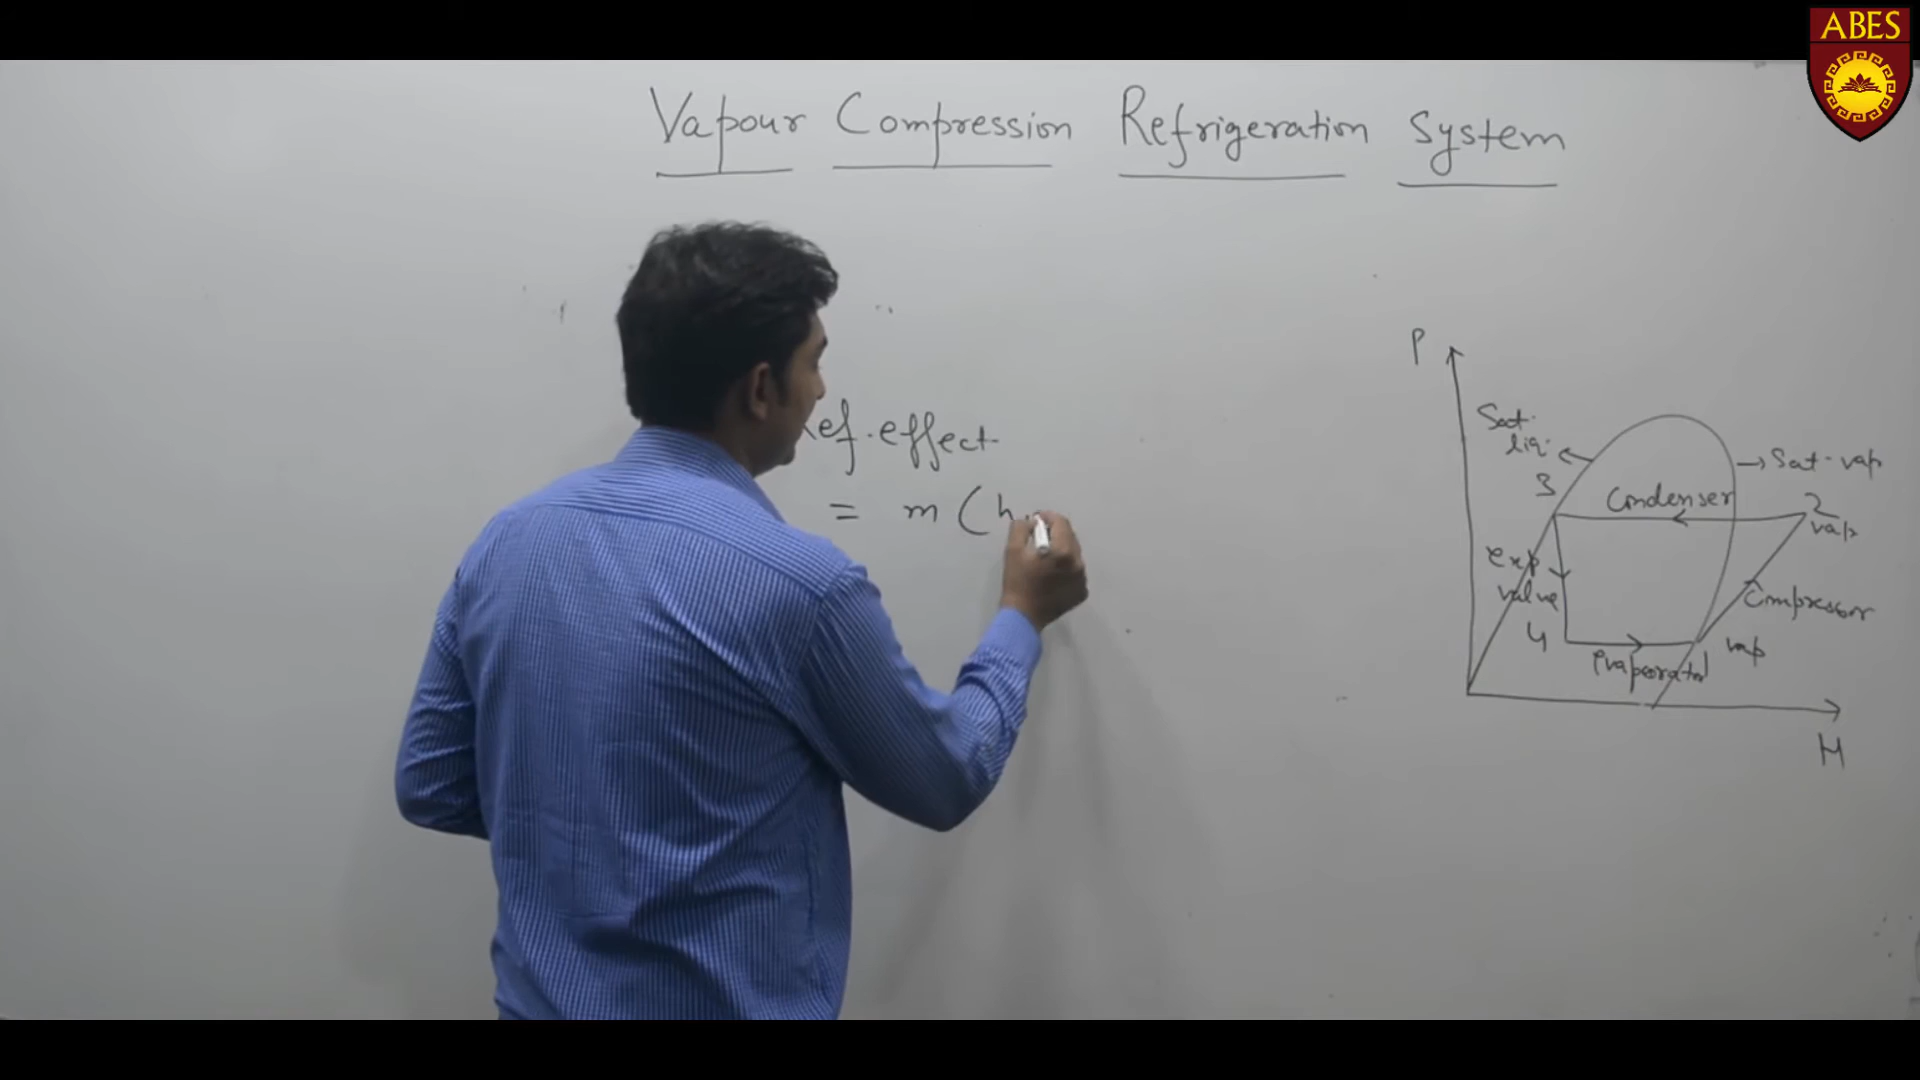 ABES
Vapour Compression Refrigeration System
Ref. effect
= m (h
P
Sat.
liq.
Sat. vap
3
Condenser
2
vap
exp
valve
Compressor
4
vap
Evaporator
H